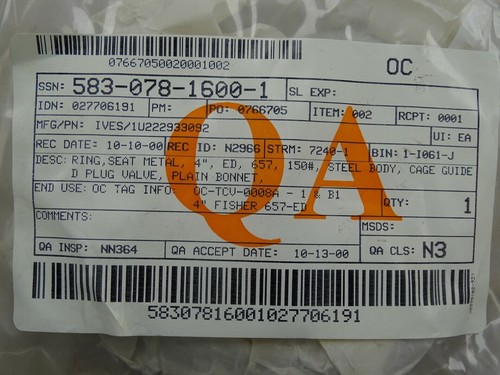 07667050020001002
OC
SSN: 583-078-1600-1 SL EXP:
IDN: 027706191 PM: PO: 0766705 ITEM: 002 RCPT: 0001
MFG/PN: IVES/1U222933092 UI: EA
REC DATE: 10-10-00 REC ID: N2966 STRM: 7240-1 BIN: 1-I061-J
DESC: RING,SEAT METAL, 4", ED, 657, 150#, STEEL BODY, CAGE GUIDE
D PLUG VALVE, PLAIN BONNET,
END USE: OC TAG INFO: OC-TCV-0008A - 1 & B1 QTY: 1
4" FISHER 657-ED
COMMENTS: MSDS:
QA INSP: NN364 QA ACCEPT DATE: 10-13-00 QA CLS: N3
QA
58307816001027706191